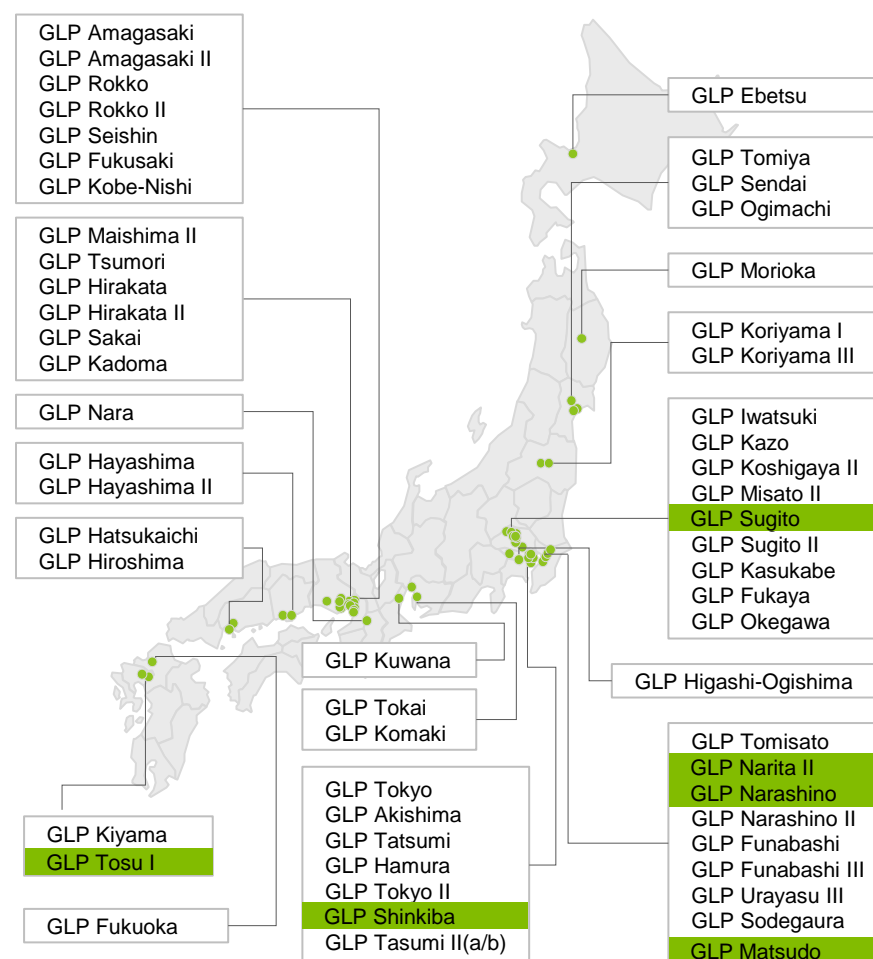 GLP Amagasaki
GLP Amagasaki II
GLP Rokko
GLP Rokko II
GLP Seishin
GLP Fukusaki
GLP Kobe-Nishi
GLP Maishima II
GLP Tsumori
GLP Hirakata
GLP Hirakata II
GLP Sakai
GLP Kadoma
GLP Nara
GLP Hayashima
GLP Hayashima II
GLP Hatsukaichi
GLP Hiroshima
GLP Kiyama
GLP Tosu I
GLP Fukuoka
GLP Kuwana
GLP Tokai
GLP Komaki
GLP Tokyo
GLP Akishima
GLP Tatsumi
GLP Hamura
GLP Tokyo II
GLP Shinkiba
GLP Tasumi II(a/b)
GLP Ebetsu
GLP Tomiya
GLP Sendai
GLP Ogimachi
GLP Morioka
GLP Koriyama I
GLP Koriyama III
GLP Iwatsuki
GLP Kazo
GLP Koshigaya II
GLP Misato II
GLP Sugito
GLP Sugito II
GLP Kasukabe
GLP Fukaya
GLP Okegawa
GLP Higashi-Ogishima
GLP Tomisato
GLP Narita II
GLP Narashino
GLP Narashino II
GLP Funabashi
GLP Funabashi III
GLP Urayasu III
GLP Sodegaura
GLP Matsudo